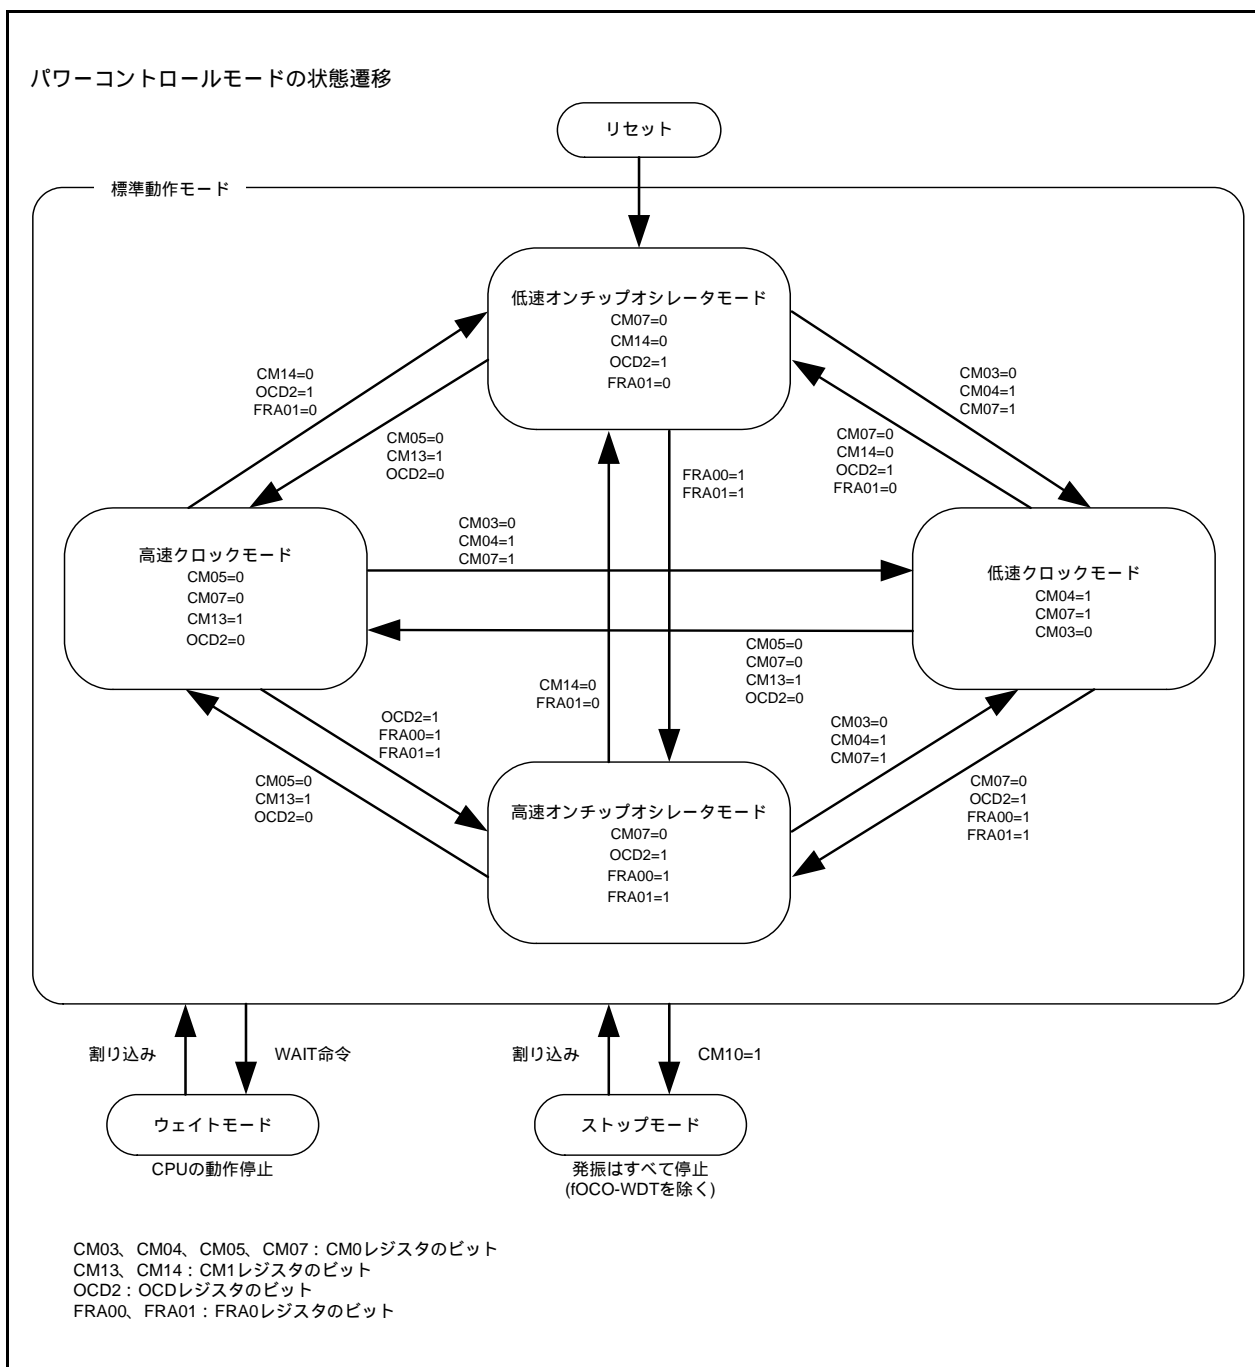 パワーコントロールモードの状態遷移
リセット
標準動作モード
低速オンチップオシレータモード
CM07=0
CM14=0
OCD2=1
FRA01=0
CM14=0
OCD2=1
FRA01=0
CM03=0
CM04=1
CM07=1
CM05=0
CM13=1
OCD2=0
CM07=0
CM14=0
OCD2=1
FRA01=0
FRA00=1
FRA01=1
高速クロックモード
CM05=0
CM07=0
CM13=1
OCD2=0
CM03=0
CM04=1
CM07=1
低速クロックモード
CM04=1
CM07=1
CM03=0
CM05=0
CM07=0
CM13=1
OCD2=0
CM14=0
FRA01=0
OCD2=1
FRA00=1
FRA01=1
CM03=0
CM04=1
CM07=1
CM05=0
CM13=1
OCD2=0
CM07=0
OCD2=1
FRA00=1
FRA01=1
高速オンチップオシレータモード
CM07=0
OCD2=1
FRA00=1
FRA01=1
割り込み
WAIT命令
割り込み
CM10=1
ウェイトモード
CPUの動作停止
ストップモード
発振はすべて停止
(fOCO-WDTを除く)
CM03、CM04、CM05、CM07：CM0レジスタのビット
CM13、CM14：CM1レジスタのビット
OCD2：OCDレジスタのビット
FRA00、FRA01：FRA0レジスタのビット